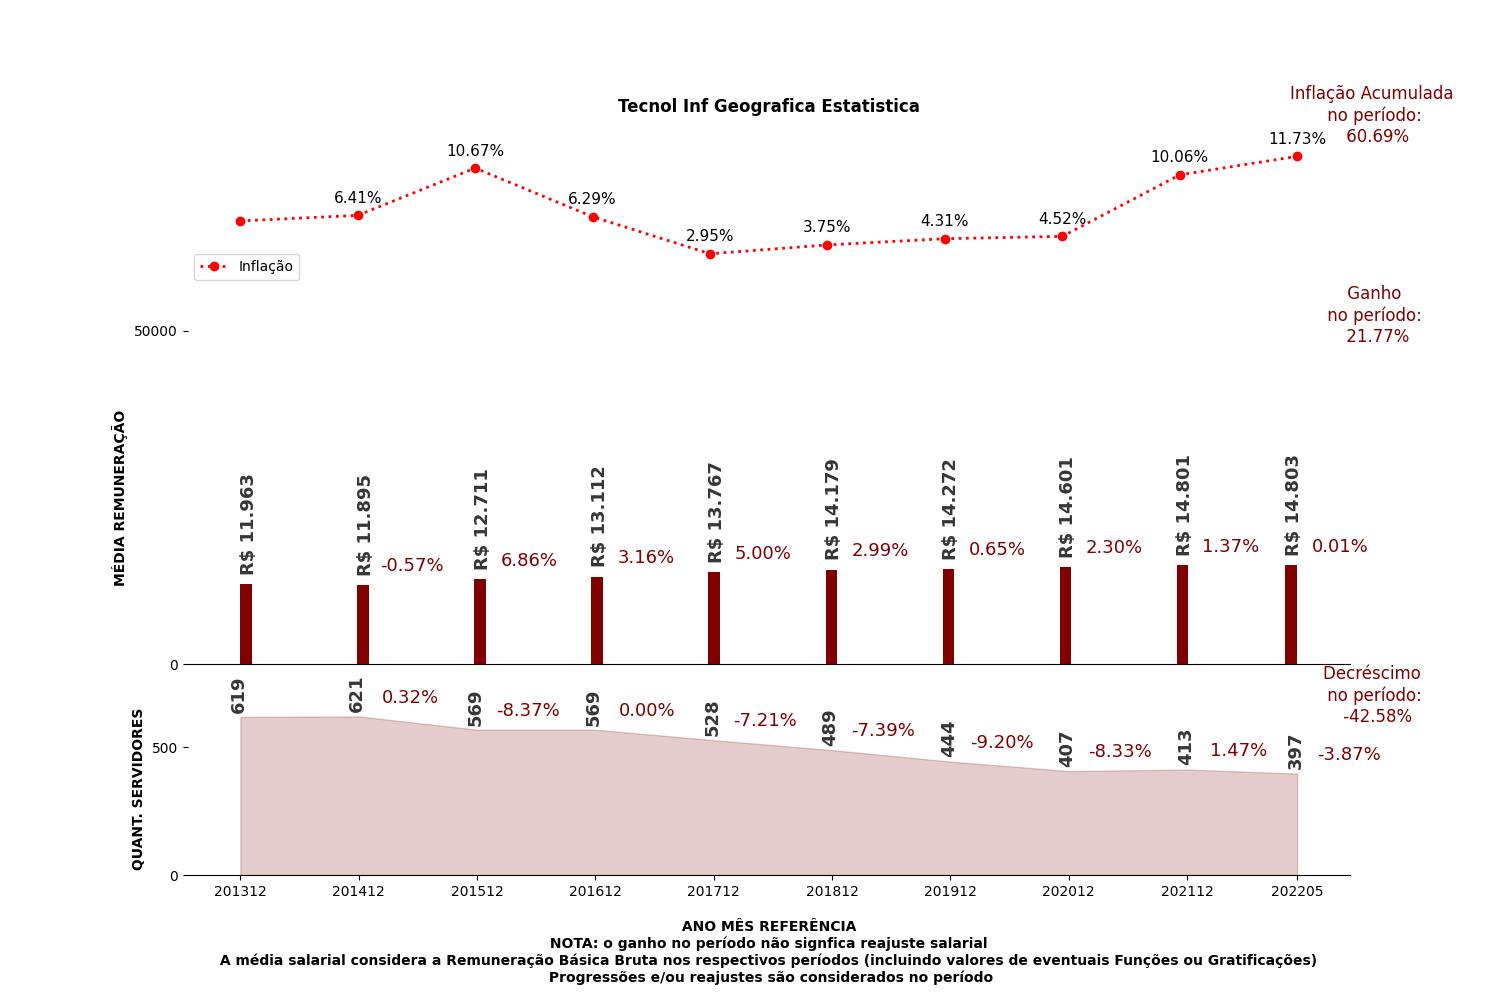 Tecnol Inf Geografica Estatistica
Inflação Acumulada
no período:
60.69%
6.41%
10.67%
6.29%
2.95%
3.75%
4.31%
4.52%
10.06%
11.73%
Inflação
Ganho
no período:
21.77%
50000
0
MÉDIA REMUNERAÇÃO
R$ 11.963
R$ 11.895
R$ 12.711
R$ 13.112
R$ 13.767
R$ 14.179
R$ 14.272
R$ 14.601
R$ 14.801
R$ 14.803
-0.57%
6.86%
3.16%
5.00%
2.99%
0.65%
2.30%
1.37%
0.01%
Decréscimo
no período:
-42.58%
QUANT. SERVIDORES
500
0
619
621
569
569
528
489
444
407
413
397
0.32%
-8.37%
0.00%
-7.21%
-7.39%
-9.20%
-8.33%
1.47%
-3.87%
201312
201412
201512
201612
201712
201812
201912
202012
202112
202205
ANO MÊS REFERÊNCIA
NOTA: o ganho no período não signfica reajuste salarial
A média salarial considera a Remuneração Básica Bruta nos respectivos períodos (incluindo valores de eventuais Funções ou Gratificações)
Progressões e/ou reajustes são considerados no período